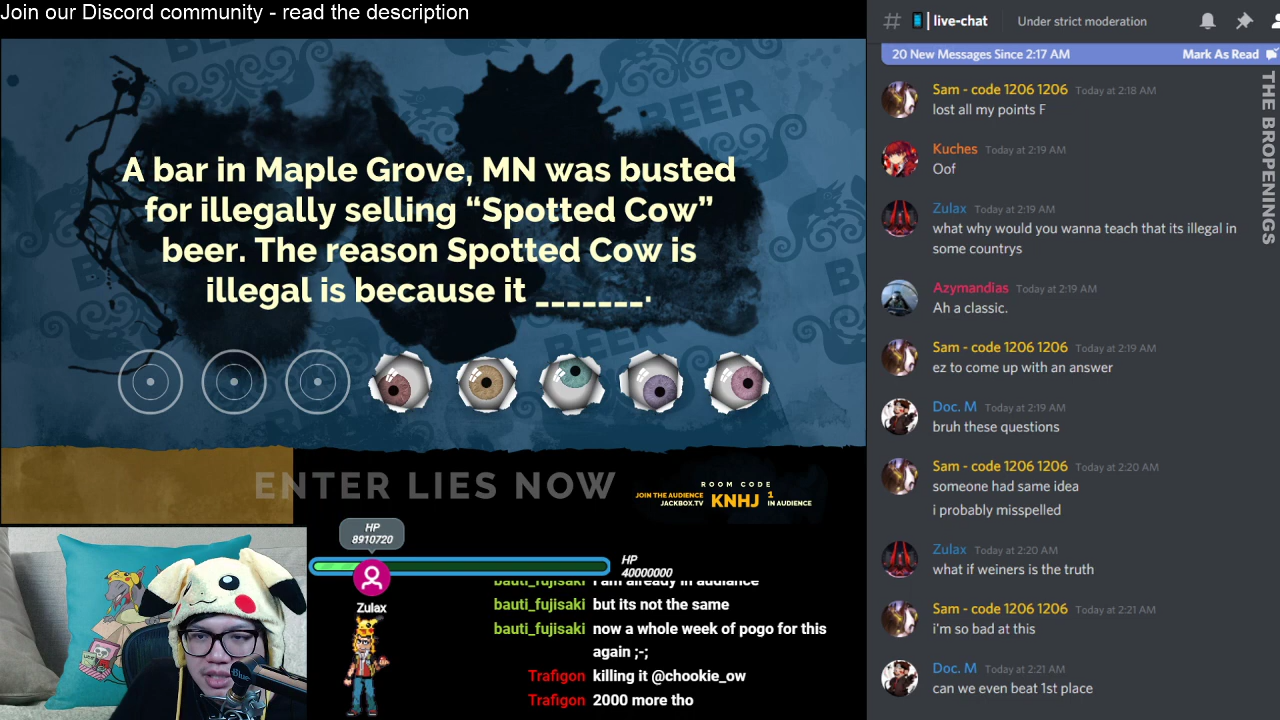 Join our Discord community - read the description
A bar in Maple Grove, MN was busted
for illegally selling “Spotted Cow”
beer. The reason Spotted Cow is
illegal is because it _______.
BEER
BEER
BEER
ENTER LIES NOW
JOIN THE AUDIENCE
JACKBOX.TV
ROOM CODE
KNHJ
1
IN AUDIENCE
HP
8910720
HP
40000000
Zulax
Blue
bauti_fujisaki i am already in audiance
bauti_fujisaki but its not the same
bauti_fujisaki now a whole week of pogo for this
again ;-;
Trafigon killing it @chookie_ow
Trafigon 2000 more tho
# | live-chat Under strict moderation
20 New Messages Since 2:17 AM Mark As Read
Sam - code 1206 1206 Today at 2:18 AM
lost all my points F
Kuches Today at 2:19 AM
Oof
Zulax Today at 2:19 AM
what why would you wanna teach that its illegal in
some countrys
Azymandias Today at 2:19 AM
Ah a classic.
Sam - code 1206 1206 Today at 2:19 AM
ez to come up with an answer
Doc. M Today at 2:19 AM
bruh these questions
Sam - code 1206 1206 Today at 2:20 AM
someone had same idea
i probably misspelled
Zulax Today at 2:20 AM
what if weiners is the truth
Sam - code 1206 1206 Today at 2:21 AM
i'm so bad at this
Doc. M Today at 2:21 AM
can we even beat 1st place
THE BROPENINGS